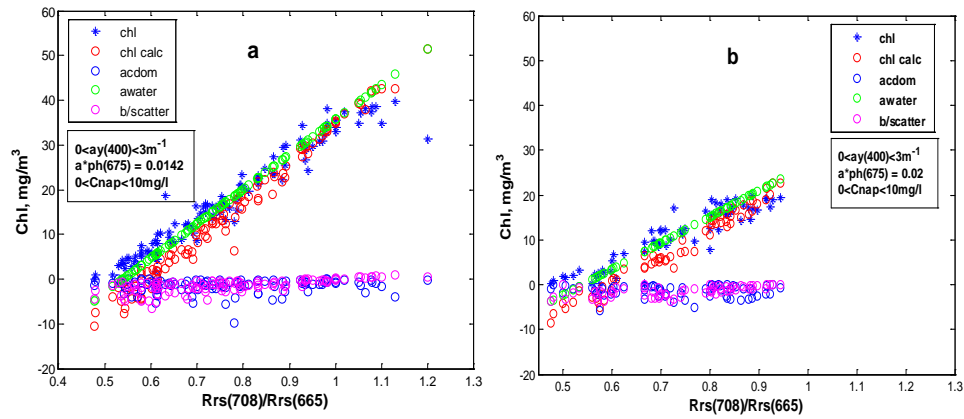 a
chl
chl calc
acdom
awater
b/scatter
0<ay(400)<3m⁻¹
a*ph(675) = 0.0142
0<Cnap<10mg/l
Chl, mg/m³
60
50
40
30
20
10
0
-10
-20
0.4 0.5 0.6 0.7 0.8 0.9 1 1.1 1.2 1.3
Rrs(708)/Rrs(665)
b
chl
chl calc
acdom
awater
b/scatter
0<ay(400)<3m⁻¹
a*ph(675) = 0.02
0<Cnap<10mg/l
Chl, mg/m³
60
50
40
30
20
10
0
-10
-20
0.5 0.6 0.7 0.8 0.9 1 1.1 1.2 1.3
Rrs(708)/Rrs(665)